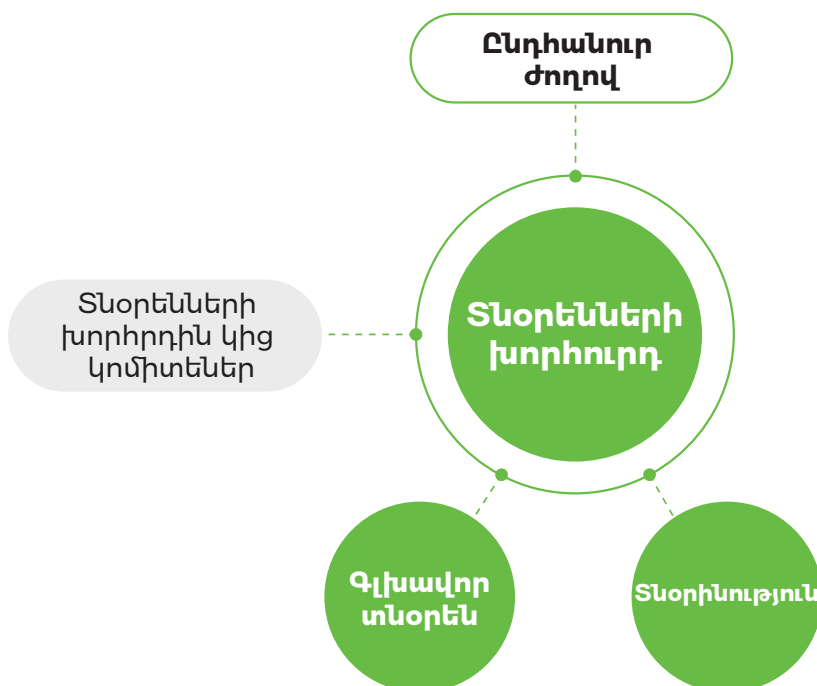 Ընդհանուր
ժողով
Տնօրենների
խորհուրդ
Տնօրենների
խորհրդին կից
կոմիտեներ
Գլխավոր
տնօրեն
Տնօրինություն